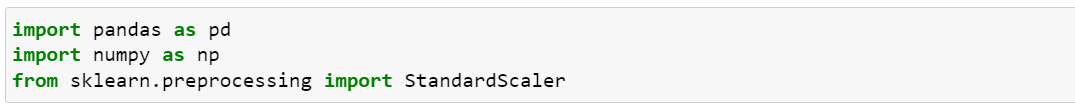 import pandas as pd
import numpy as np
from sklearn.preprocessing import StandardScaler